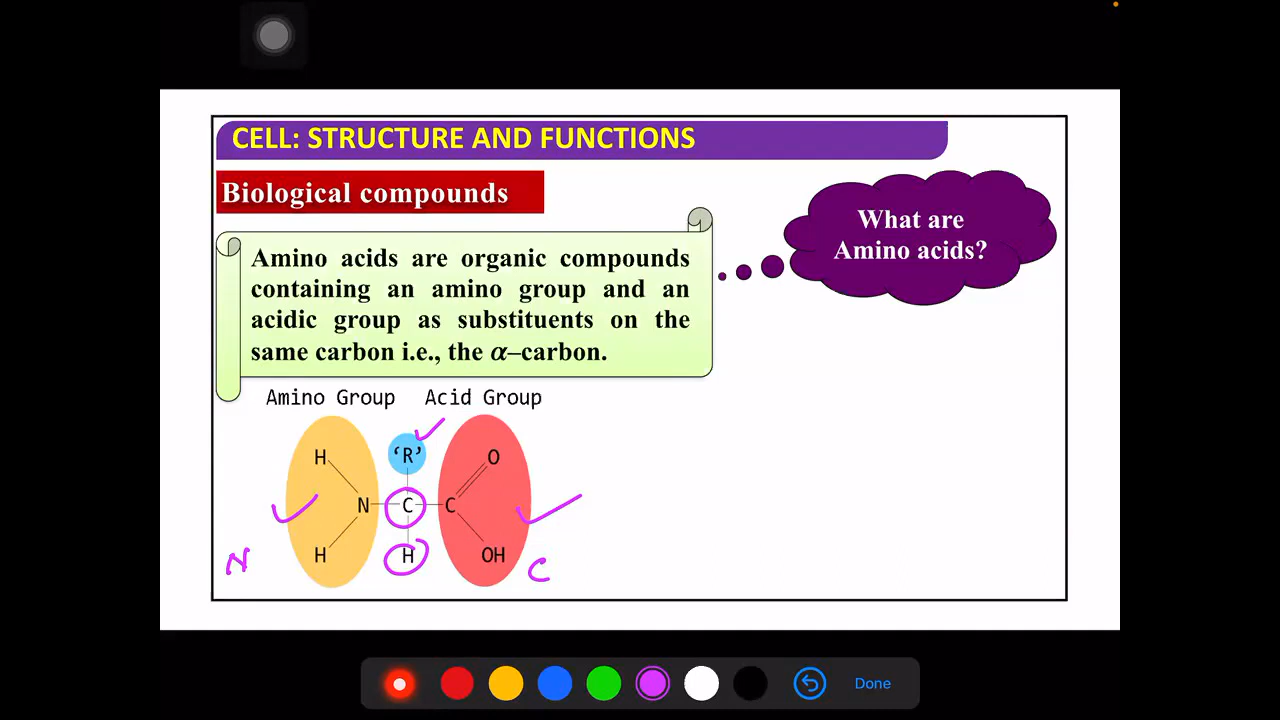 CELL: STRUCTURE AND FUNCTIONS
Biological compounds
What are
Amino acids?
Amino acids are organic compounds
containing an amino group and an
acidic group as substituents on the
same carbon i.e., the α–carbon.
Amino Group Acid Group
H ‘R’ O
N C C
H H OH
N C
Done